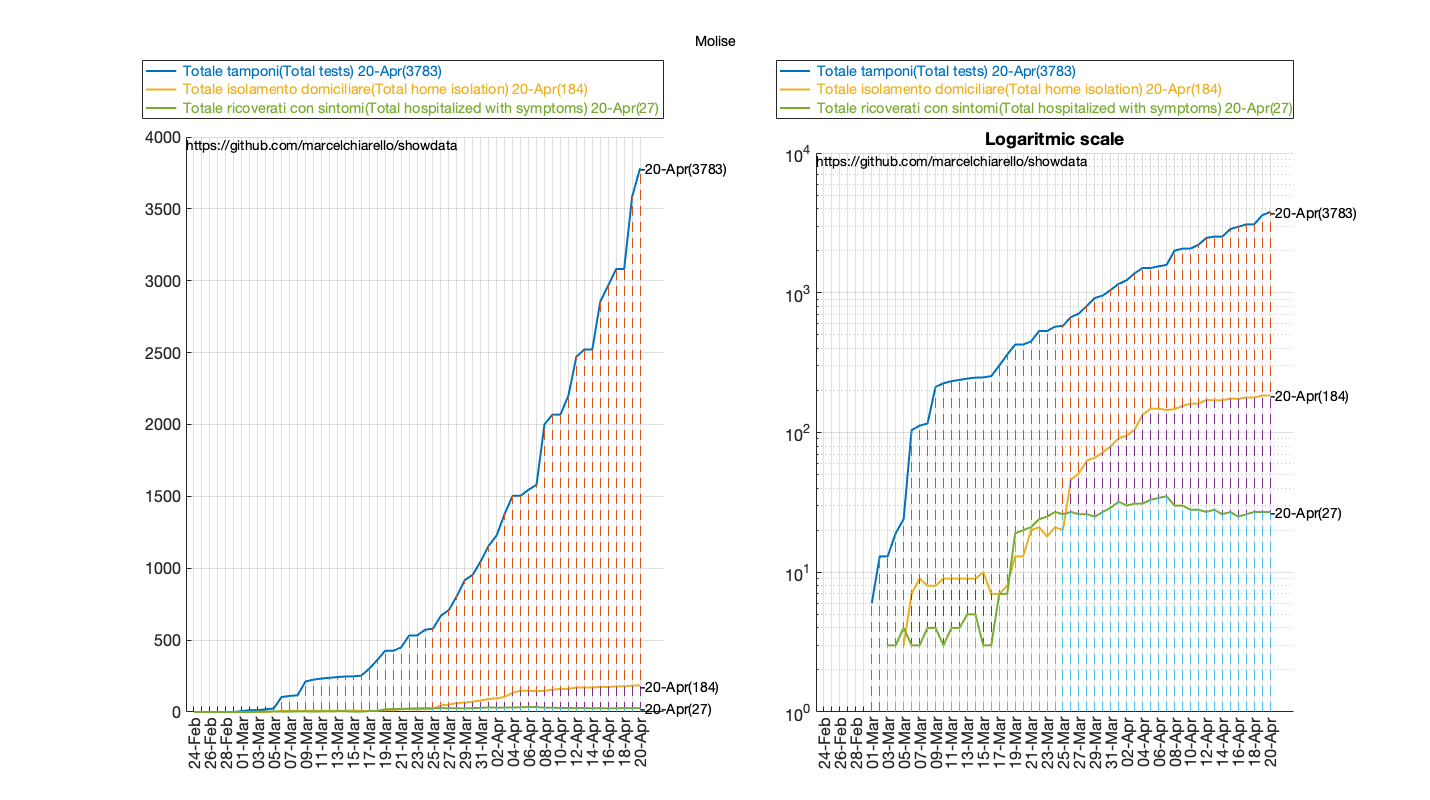 Molise
Totale tamponi(Total tests) 20-Apr(3783)
Totale isolamento domiciliare(Total home isolation) 20-Apr(184)
Totale ricoverati con sintomi(Total hospitalized with symptoms) 20-Apr(27)
https://github.com/marcelchiarello/showdata
4000
3500
3000
2500
2000
1500
1000
500
0
20-Apr(3783)
20-Apr(184)
20-Apr(27)
24-Feb
26-Feb
28-Feb
01-Mar
03-Mar
05-Mar
07-Mar
09-Mar
11-Mar
13-Mar
15-Mar
17-Mar
19-Mar
21-Mar
23-Mar
25-Mar
27-Mar
29-Mar
31-Mar
02-Apr
04-Apr
06-Apr
08-Apr
10-Apr
12-Apr
14-Apr
16-Apr
18-Apr
20-Apr
Totale tamponi(Total tests) 20-Apr(3783)
Totale isolamento domiciliare(Total home isolation) 20-Apr(184)
Totale ricoverati con sintomi(Total hospitalized with symptoms) 20-Apr(27)
Logaritmic scale
https://github.com/marcelchiarello/showdata
10^4
10^3
10^2
10^1
10^0
20-Apr(3783)
20-Apr(184)
20-Apr(27)
24-Feb
26-Feb
28-Feb
01-Mar
03-Mar
05-Mar
07-Mar
09-Mar
11-Mar
13-Mar
15-Mar
17-Mar
19-Mar
21-Mar
23-Mar
25-Mar
27-Mar
29-Mar
31-Mar
02-Apr
04-Apr
06-Apr
08-Apr
10-Apr
12-Apr
14-Apr
16-Apr
18-Apr
20-Apr